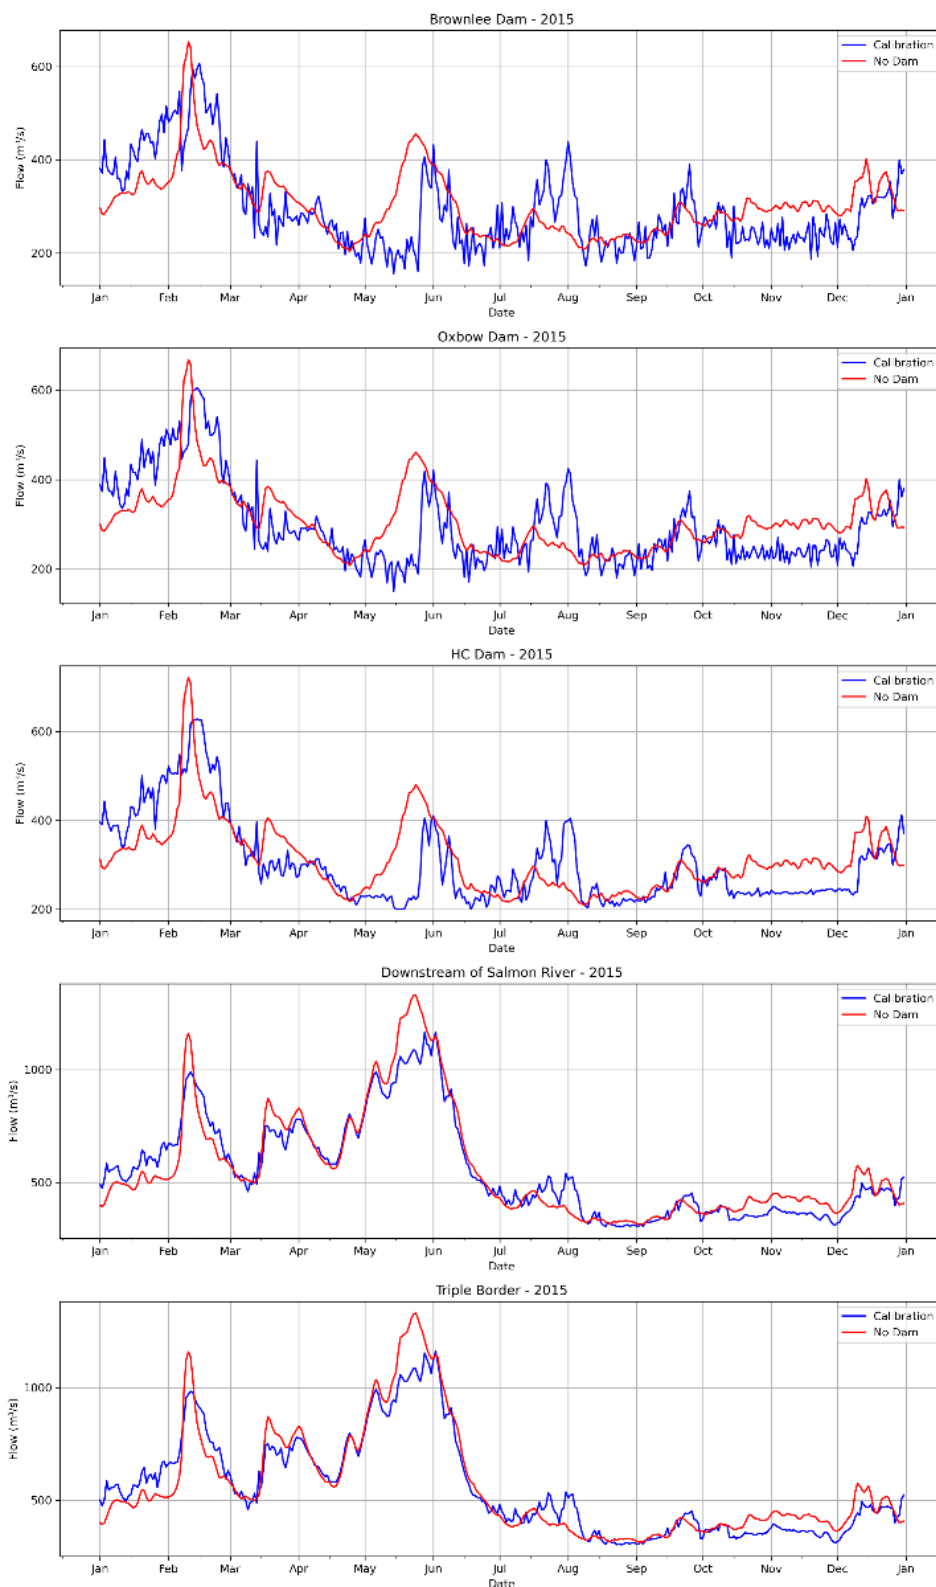 Brownlee Dam - 2015
Calibration
No Dam
600
400
200
Flow (m³/s)
Jan Feb Mar Apr May Jun Jul Aug Sep Oct Nov Dec Jan
Date
Oxbow Dam - 2015
Calibration
No Dam
600
400
200
Flow (m³/s)
Jan Feb Mar Apr May Jun Jul Aug Sep Oct Nov Dec Jan
Date
HC Dam - 2015
Calibration
No Dam
600
400
200
Flow (m³/s)
Jan Feb Mar Apr May Jun Jul Aug Sep Oct Nov Dec Jan
Date
Downstream of Salmon River - 2015
Calibration
No Dam
1000
500
Flow (m³/s)
Jan Feb Mar Apr May Jun Jul Aug Sep Oct Nov Dec Jan
Date
Triple Border - 2015
Calibration
No Dam
1000
500
Flow (m³/s)
Jan Feb Mar Apr May Jun Jul Aug Sep Oct Nov Dec Jan
Date